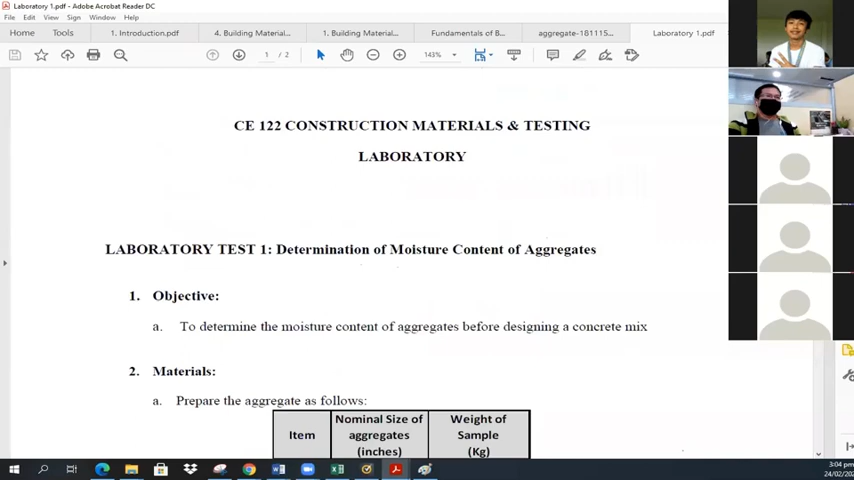 Laboratory 1.pdf - Adobe Acrobat Reader DC
File Edit View Sign Window Help
Home Tools 1. Introduction.pdf 4. Building Material... 1. Building Material... Fundamentals of B... aggregate-181115... Laboratory 1.pdf
1 / 2 143%
CE 122 CONSTRUCTION MATERIALS & TESTING
LABORATORY
LABORATORY TEST 1: Determination of Moisture Content of Aggregates
1. Objective:
a. To determine the moisture content of aggregates before designing a concrete mix
2. Materials:
a. Prepare the aggregate as follows:
Item Nominal Size of aggregates (inches) Weight of Sample (Kg)
3:04 pm